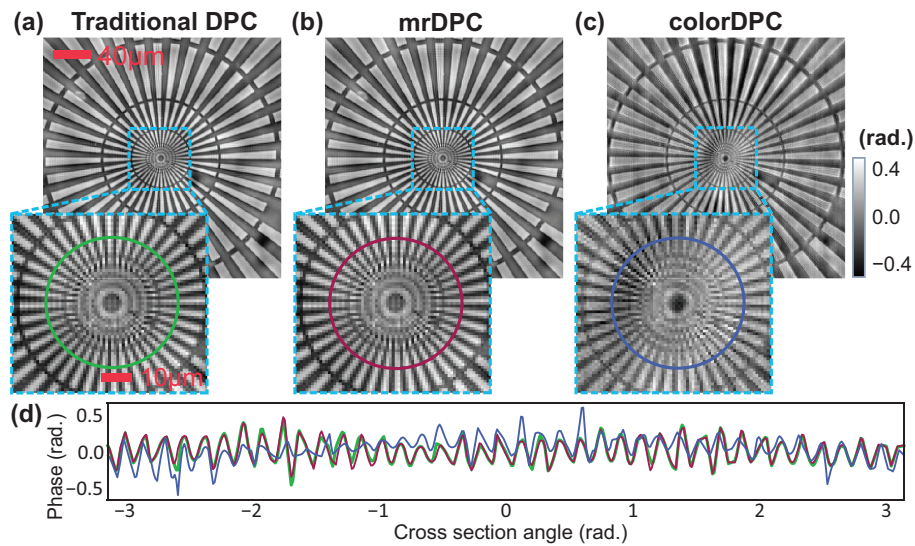 (a) Traditional DPC
(b) mrDPC
(c) colorDPC
40μm
(rad.)
0.4
0.0
−0.4
10μm
(d)
Phase (rad.)
0.5
0.0
−0.5
−3 −2 −1 0 1 2 3
Cross section angle (rad.)